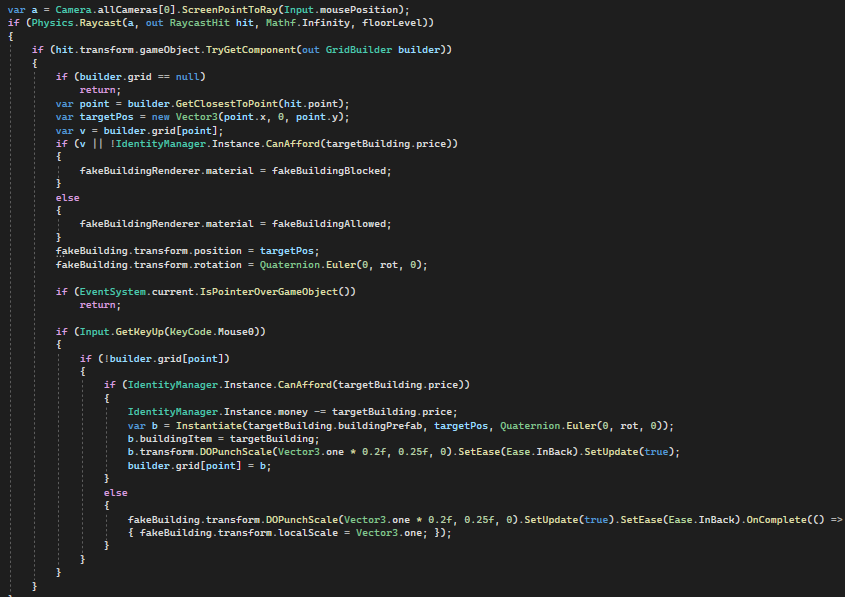 var a = Camera.allCameras[0].ScreenPointToRay(Input.mousePosition);
if (Physics.Raycast(a, out RaycastHit hit, Mathf.Infinity, floorLevel))
{
if (hit.transform.gameObject.TryGetComponent(out GridBuilder builder))
{
if (builder.grid == null)
return;
var point = builder.GetClosestToPoint(hit.point);
var targetPos = new Vector3(point.x, 0, point.y);
var v = builder.grid[point];
if (v || !IdentityManager.Instance.CanAfford(targetBuilding.price))
{
fakeBuildingRenderer.material = fakeBuildingBlocked;
}
else
{
fakeBuildingRenderer.material = fakeBuildingAllowed;
}
fakeBuilding.transform.position = targetPos;
fakeBuilding.transform.rotation = Quaternion.Euler(0, rot, 0);
if (EventSystem.current.IsPointerOverGameObject())
return;
if (Input.GetKeyUp(KeyCode.Mouse0))
{
if (!builder.grid[point])
{
if (IdentityManager.Instance.CanAfford(targetBuilding.price))
{
IdentityManager.Instance.money -= targetBuilding.price;
var b = Instantiate(targetBuilding.buildingPrefab, targetPos, Quaternion.Euler(0, rot, 0));
b.buildingItem = targetBuilding;
b.transform.DOPunchScale(Vector3.one * 0.2f, 0.25f, 0).SetEase(Ease.InBack).SetUpdate(true);
builder.grid[point] = b;
}
else
{
fakeBuilding.transform.DOPunchScale(Vector3.one * 0.2f, 0.25f, 0).SetUpdate(true).SetEase(Ease.InBack).OnComplete(() =>
{ fakeBuilding.transform.localScale = Vector3.one; });
}
}
}
}